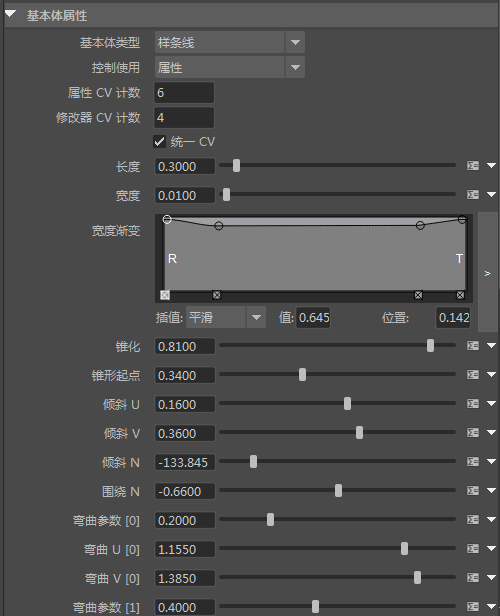 基本体属性
基本体类型 样条线
控制使用 属性
属性 CV 计数 6
修改器 CV 计数 4
统一 CV
长度 0.3000
宽度 0.0100
宽度渐变
R T
>
插值: 平滑 值: 0.645 位置: 0.142
锥化 0.8100
锥形起点 0.3400
倾斜 U 0.1600
倾斜 V 0.3600
倾斜 N -133.845
围绕 N -0.6600
弯曲参数 [0] 0.2000
弯曲 U [0] 1.1550
弯曲 V [0] 1.3850
弯曲参数 [1] 0.4000